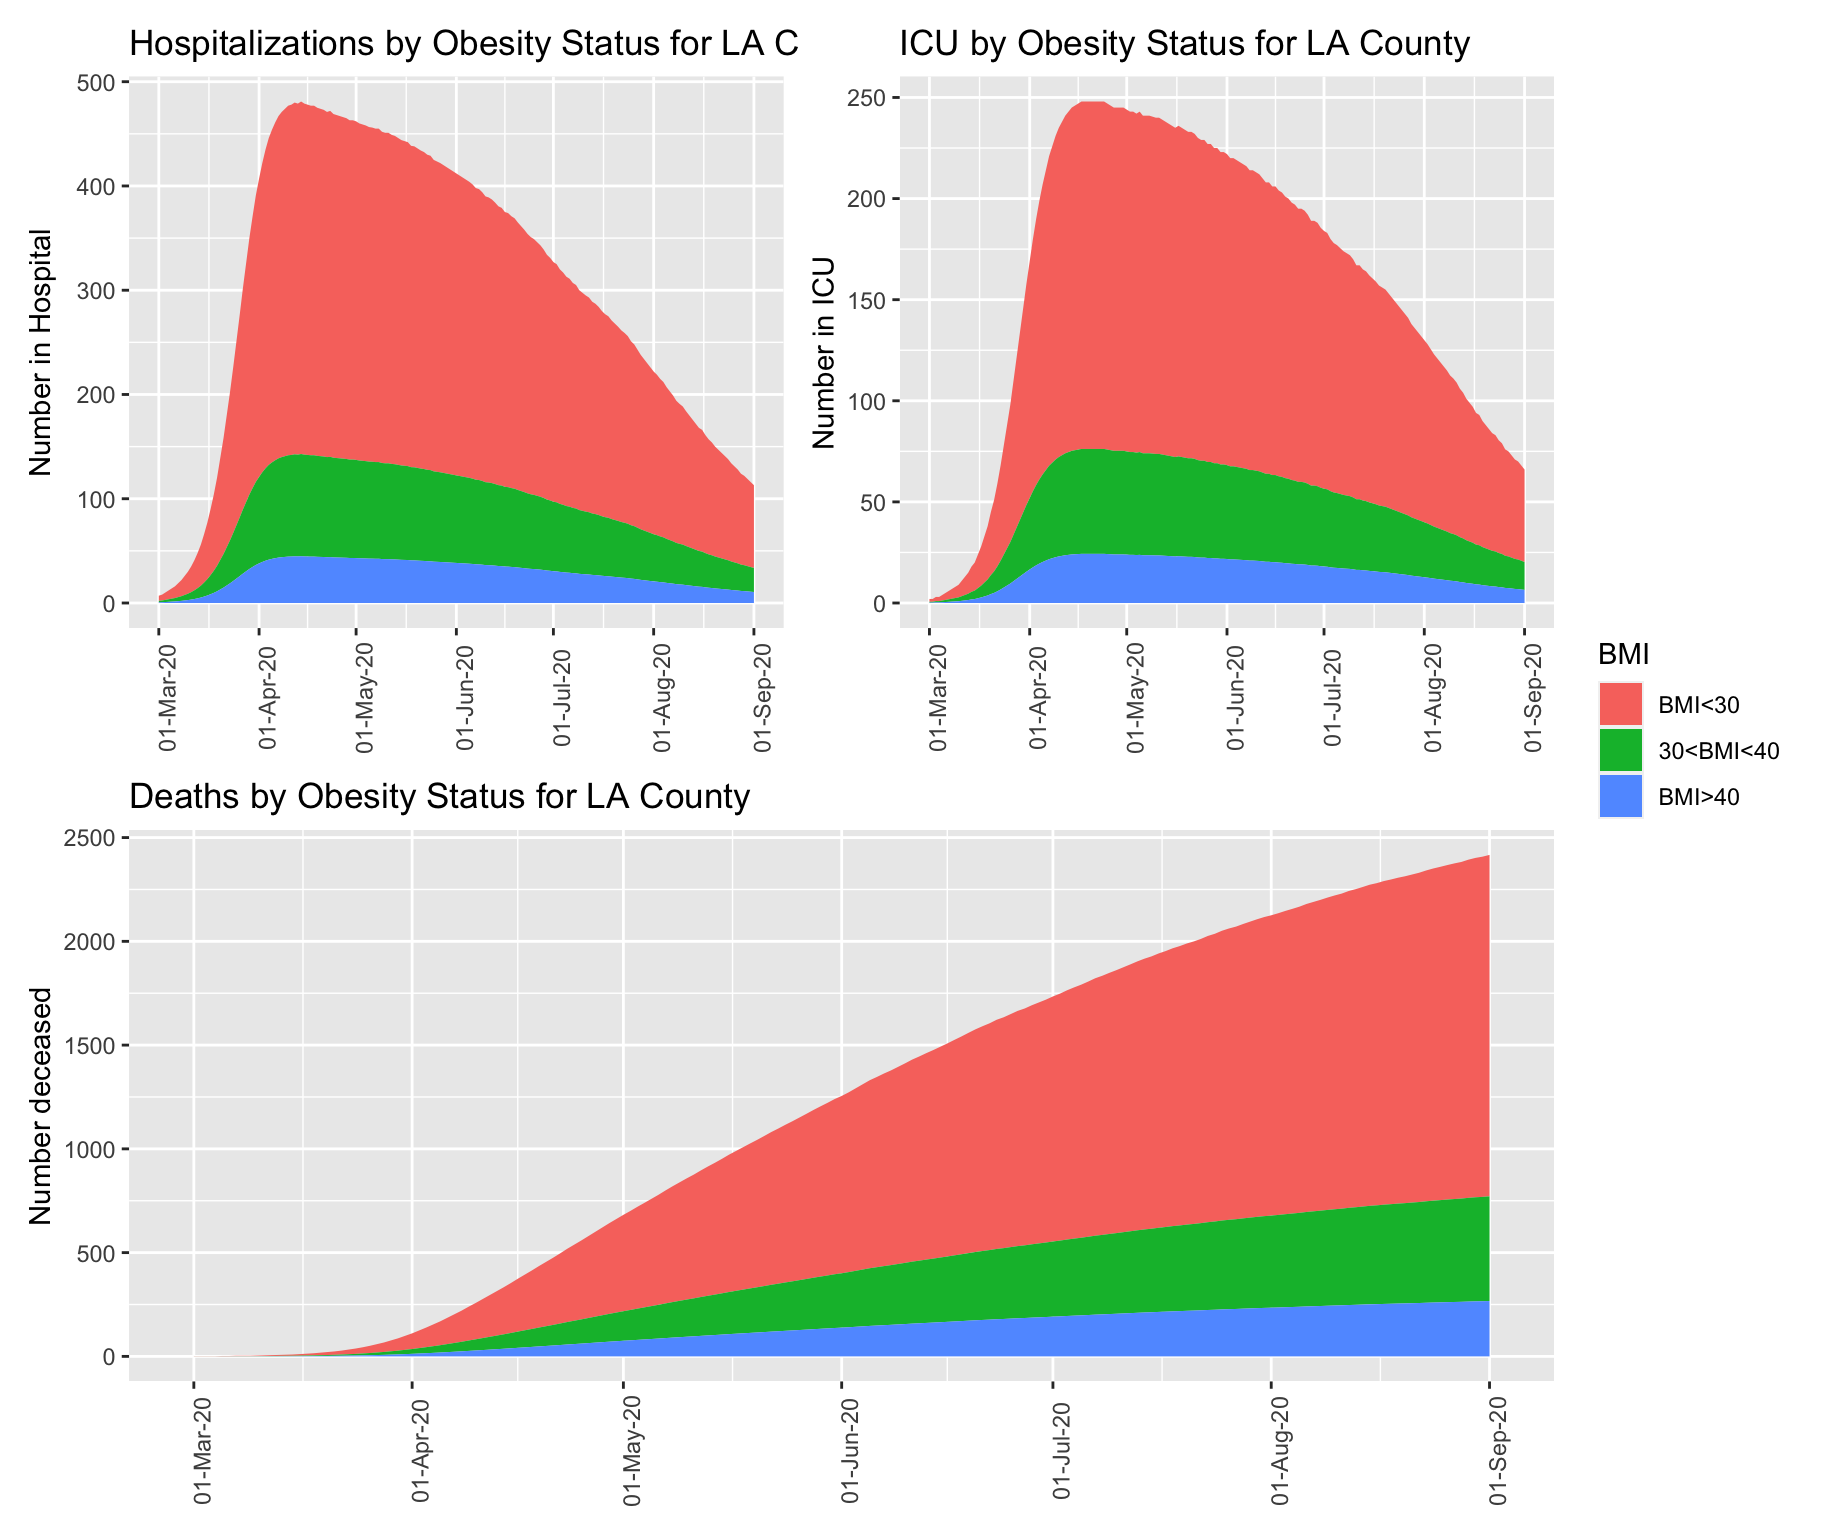 Hospitalizations by Obesity Status for LA C
Number in Hospital
500
400
300
200
100
0
01-Mar-20
01-Apr-20
01-May-20
01-Jun-20
01-Jul-20
01-Aug-20
01-Sep-20
ICU by Obesity Status for LA County
Number in ICU
250
200
150
100
50
0
01-Mar-20
01-Apr-20
01-May-20
01-Jun-20
01-Jul-20
01-Aug-20
01-Sep-20
BMI
BMI<30
30<BMI<40
BMI>40
Deaths by Obesity Status for LA County
Number deceased
2500
2000
1500
1000
500
0
01-Mar-20
01-Apr-20
01-May-20
01-Jun-20
01-Jul-20
01-Aug-20
01-Sep-20